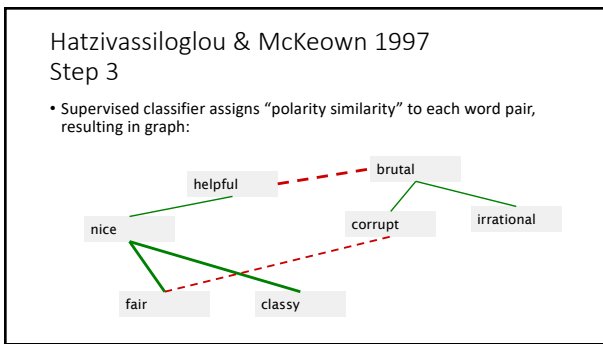 Hatzivassiloglou & McKeown 1997
Step 3
• Supervised classifier assigns “polarity similarity” to each word pair,
resulting in graph:
helpful
brutal
nice
corrupt
irrational
fair
classy